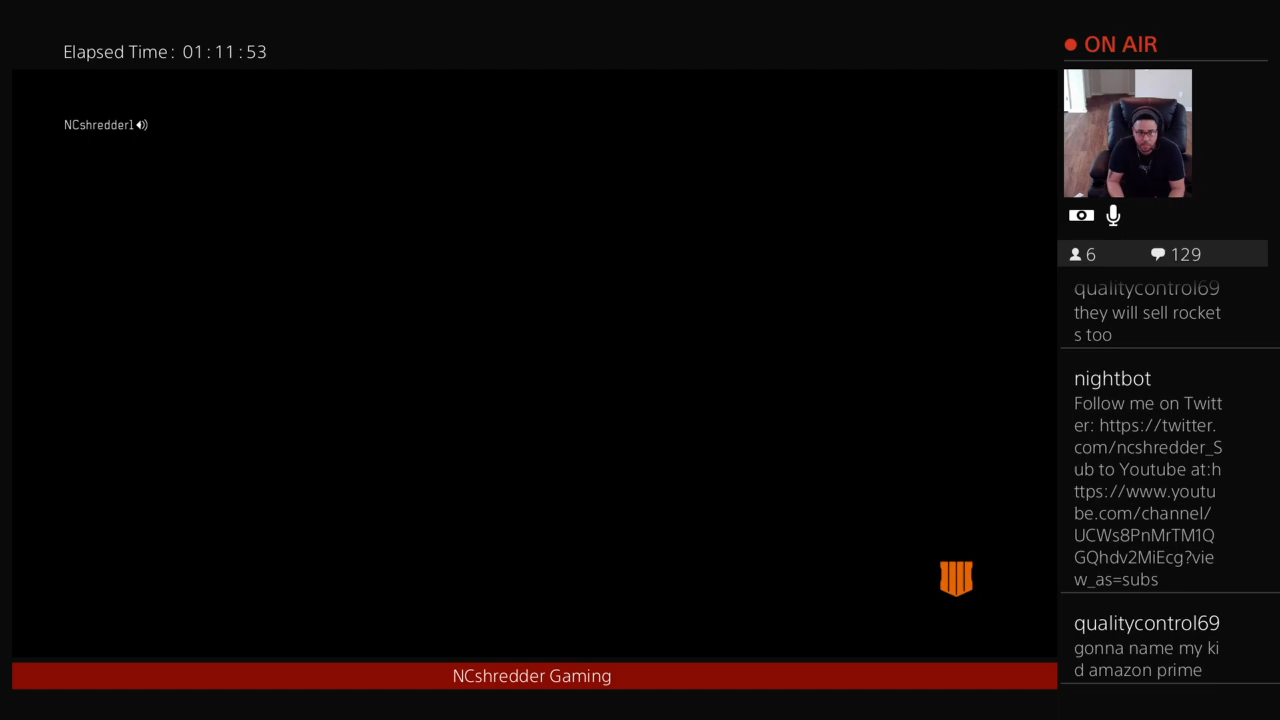 Elapsed Time: 01:11:53
ON AIR
NCshredder1
6 129
qualitycontrol69
they will sell rocket
s too
nightbot
Follow me on Twitt
er: https://twitter.
com/ncshredder_S
ub to Youtube at:h
ttps://www.youtu
be.com/channel/
UCWs8PnMrTM1Q
GQhdv2MiEcg?vie
w_as=subs
qualitycontrol69
gonna name my ki
d amazon prime
NCshredder Gaming